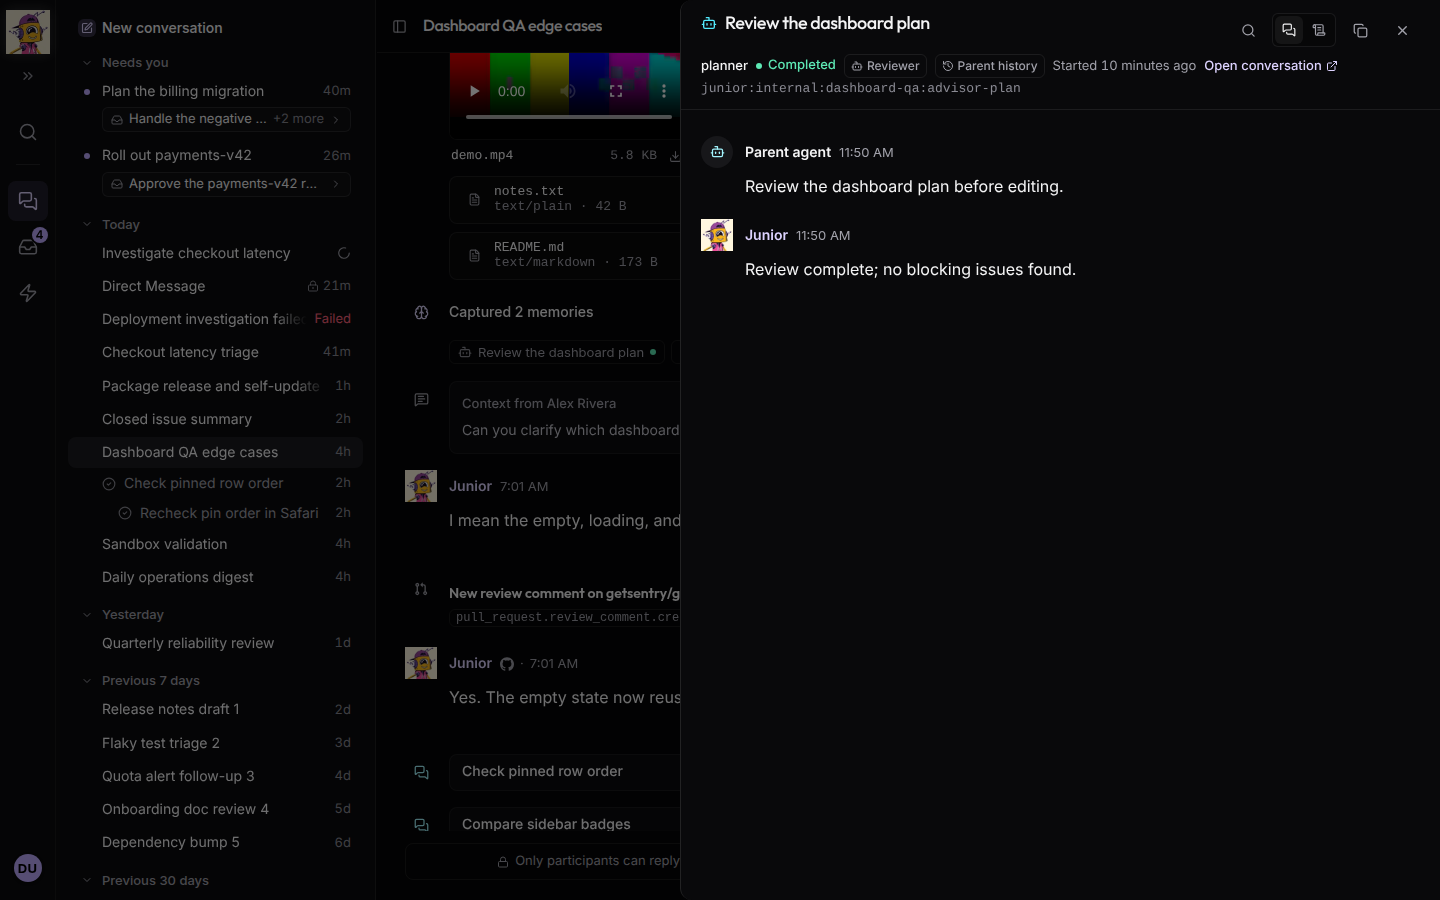 New conversation
Needs you
Plan the billing migration 40m
Handle the negative ... +2 more
Roll out payments-v42 26m
Approve the payments-v42 r...
4
Today
Investigate checkout latency
Direct Message 21m
Deployment investigation failed Failed
Checkout latency triage 41m
Package release and self-update 1h
Closed issue summary 2h
Dashboard QA edge cases 4h
Check pinned row order 2h
Recheck pin order in Safari 2h
Sandbox validation 4h
Daily operations digest 4h
Yesterday
Quarterly reliability review 1d
Previous 7 days
Release notes draft 1 2d
Flaky test triage 2 3d
Quota alert follow-up 3 4d
Onboarding doc review 4 5d
Dependency bump 5 6d
Previous 30 days
DU
Dashboard QA edge cases
0:00
demo.mp4 5.8 KB
notes.txt
text/plain · 42 B
README.md
text/markdown · 173 B
Captured 2 memories
Review the dashboard plan
Context from Alex Rivera
Can you clarify which dashboard
Junior 7:01 AM
I mean the empty, loading, and
New review comment on getsentry/g
pull_request.review_comment.cre
Junior · 7:01 AM
Yes. The empty state now reus
Check pinned row order
Compare sidebar badges
Only participants can reply
Review the dashboard plan
planner Completed Reviewer Parent history Started 10 minutes ago Open conversation
junior:internal:dashboard-qa:advisor-plan
Parent agent 11:50 AM
Review the dashboard plan before editing.
Junior 11:50 AM
Review complete; no blocking issues found.